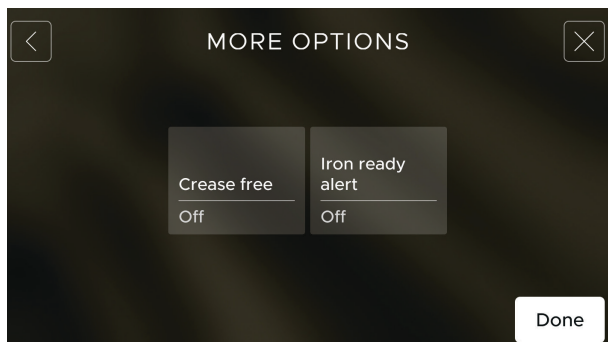 MORE OPTIONS
Crease free
Off
Iron ready
alert
Off
Done